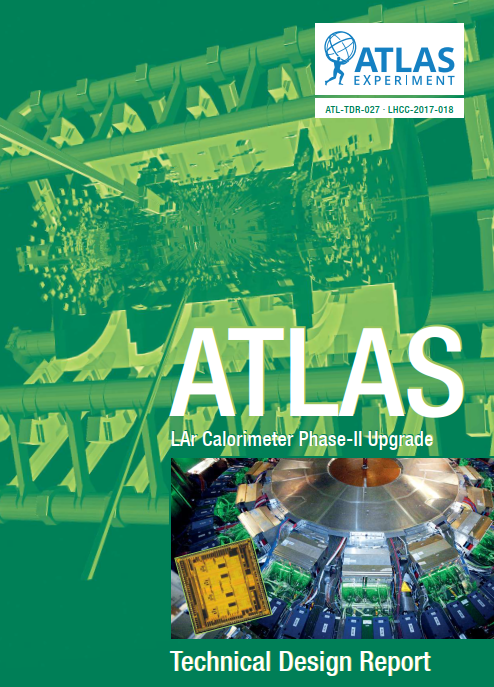 ATLAS
EXPERIMENT
ATL-TDR-027 · LHCC-2017-018
ATLAS
LAr Calorimeter Phase-II Upgrade
Technical Design Report